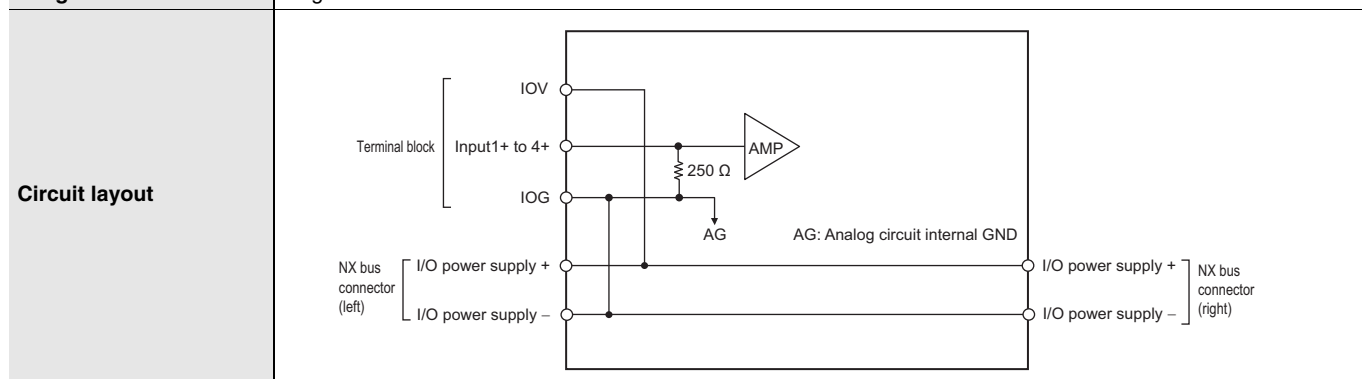 Circuit layout
IOV
Terminal block
Input1+ to 4+
AMP
250 Ω
IOG
AG
AG: Analog circuit internal GND
NX bus
connector
(left)
I/O power supply +
I/O power supply –
I/O power supply +
I/O power supply –
NX bus
connector
(right)